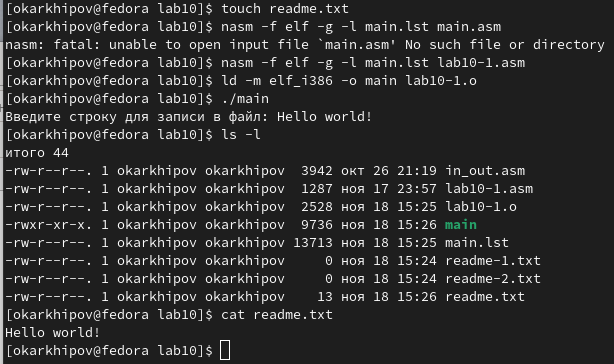 [okarkhipov@fedora lab10]$ touch readme.txt
[okarkhipov@fedora lab10]$ nasm -f elf -g -l main.lst main.asm
nasm: fatal: unable to open input file `main.asm' No such file or directory
[okarkhipov@fedora lab10]$ nasm -f elf -g -l main.lst lab10-1.asm
[okarkhipov@fedora lab10]$ ld -m elf_i386 -o main lab10-1.o
[okarkhipov@fedora lab10]$ ./main
Введите строку для записи в файл: Hello world!
[okarkhipov@fedora lab10]$ ls -l
итого 44
-rw-r--r--. 1 okarkhipov okarkhipov  3942 окт 26 21:19 in_out.asm
-rw-r--r--. 1 okarkhipov okarkhipov  1287 ноя 17 23:57 lab10-1.asm
-rw-r--r--. 1 okarkhipov okarkhipov  2528 ноя 18 15:25 lab10-1.o
-rwxr-xr-x. 1 okarkhipov okarkhipov  9736 ноя 18 15:26 main
-rw-r--r--. 1 okarkhipov okarkhipov 13713 ноя 18 15:25 main.lst
-rw-r--r--. 1 okarkhipov okarkhipov     0 ноя 18 15:24 readme-1.txt
-rw-r--r--. 1 okarkhipov okarkhipov     0 ноя 18 15:24 readme-2.txt
-rw-r--r--. 1 okarkhipov okarkhipov    13 ноя 18 15:26 readme.txt
[okarkhipov@fedora lab10]$ cat readme.txt
Hello world!
[okarkhipov@fedora lab10]$